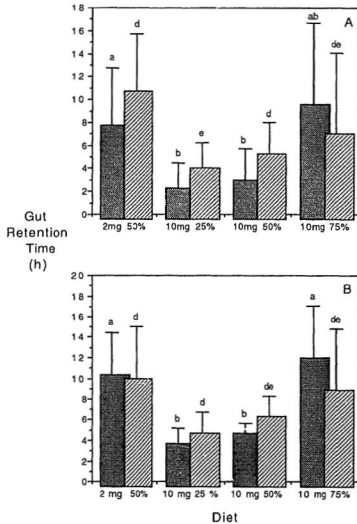 18
A
16
14
12
10
8
6
4
2
0
a
d
b
e
b
d
ab
de
2mg 50%
10mg 25%
10mg 50%
10mg 75%
Gut
Retention
Time
(h)
20
B
18
16
14
12
10
8
6
4
2
0
a
d
b
d
b
de
a
de
2 mg 50%
10 mg 25 %
10 mg 50%
10 mg 75%
Diet